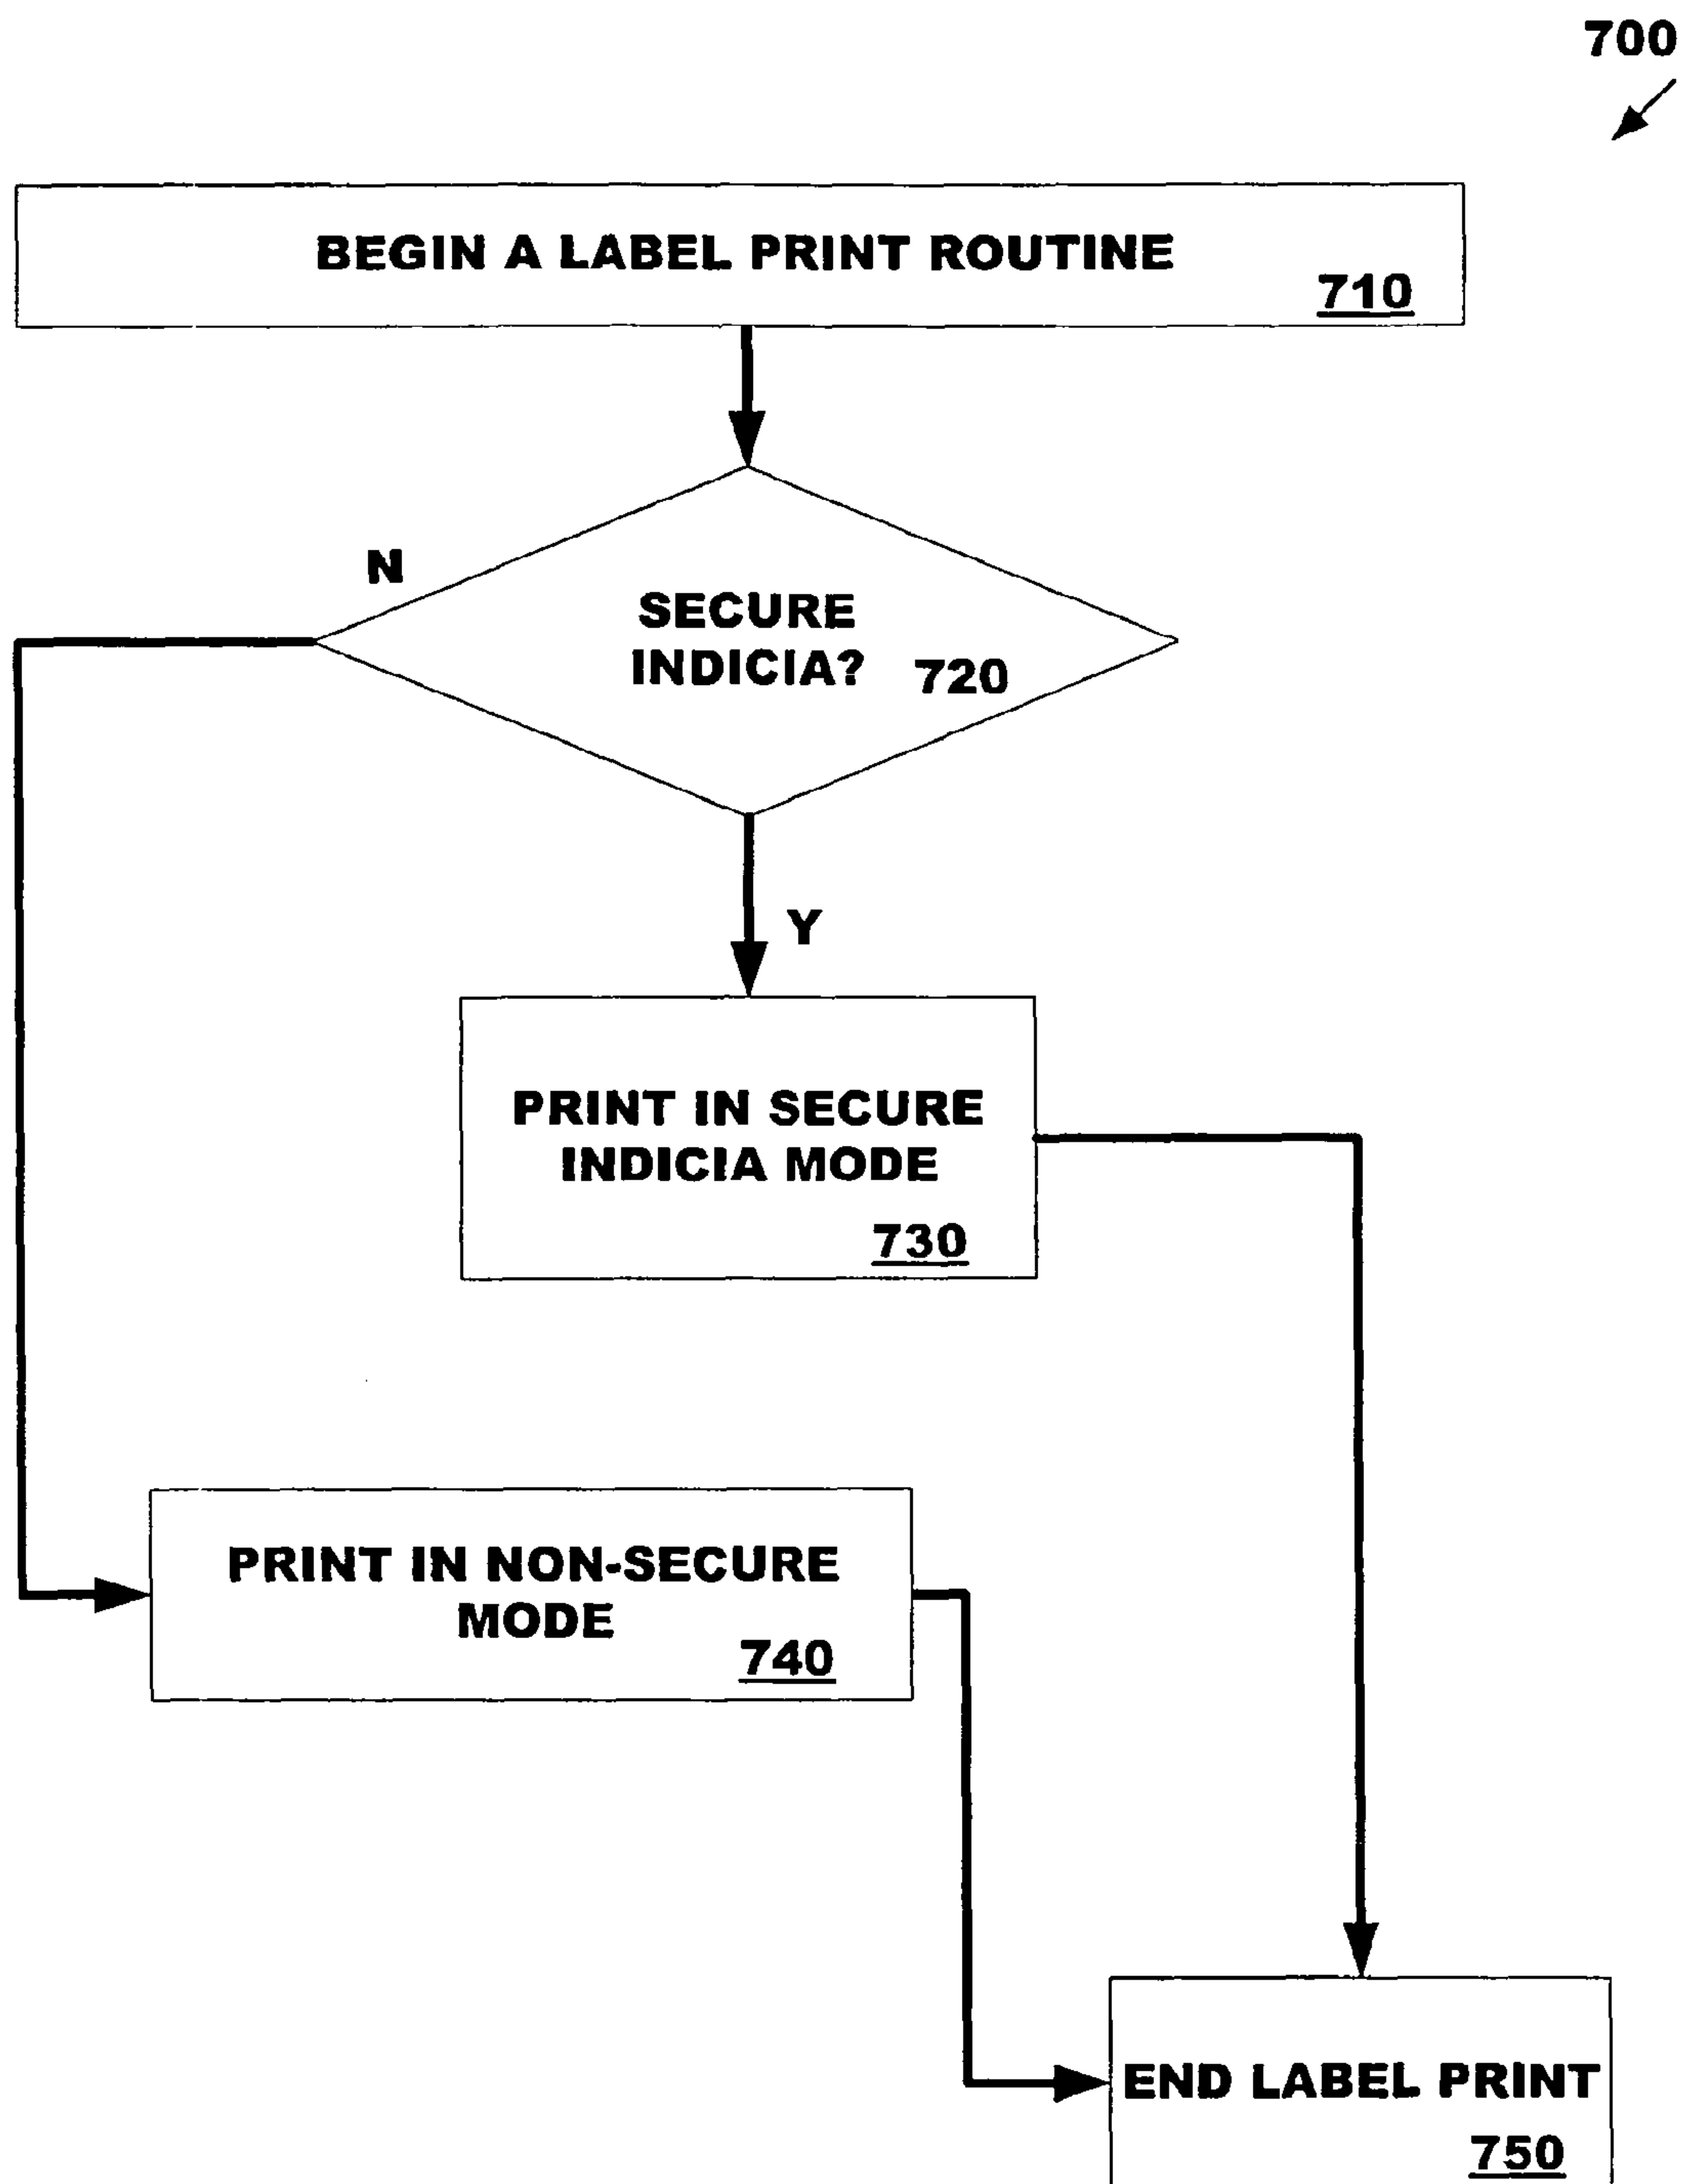 700
BEGIN A LABEL PRINT ROUTINE
710
N
SECURE
INDICIA?
720
Y
PRINT IN SECURE
INDICIA MODE
730
PRINT IN NON-SECURE
MODE
740
END LABEL PRINT
750